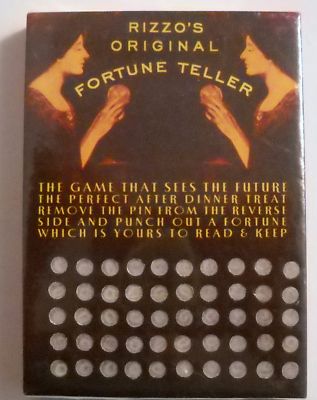 RIZZO'S
ORIGINAL
FORTUNE TELLER
THE GAME THAT SEES THE FUTURE
THE PERFECT AFTER DINNER TREAT
REMOVE THE PIN FROM THE REVERSE
SIDE AND PUNCH OUT A FORTUNE
WHICH IS YOURS TO READ & KEEP